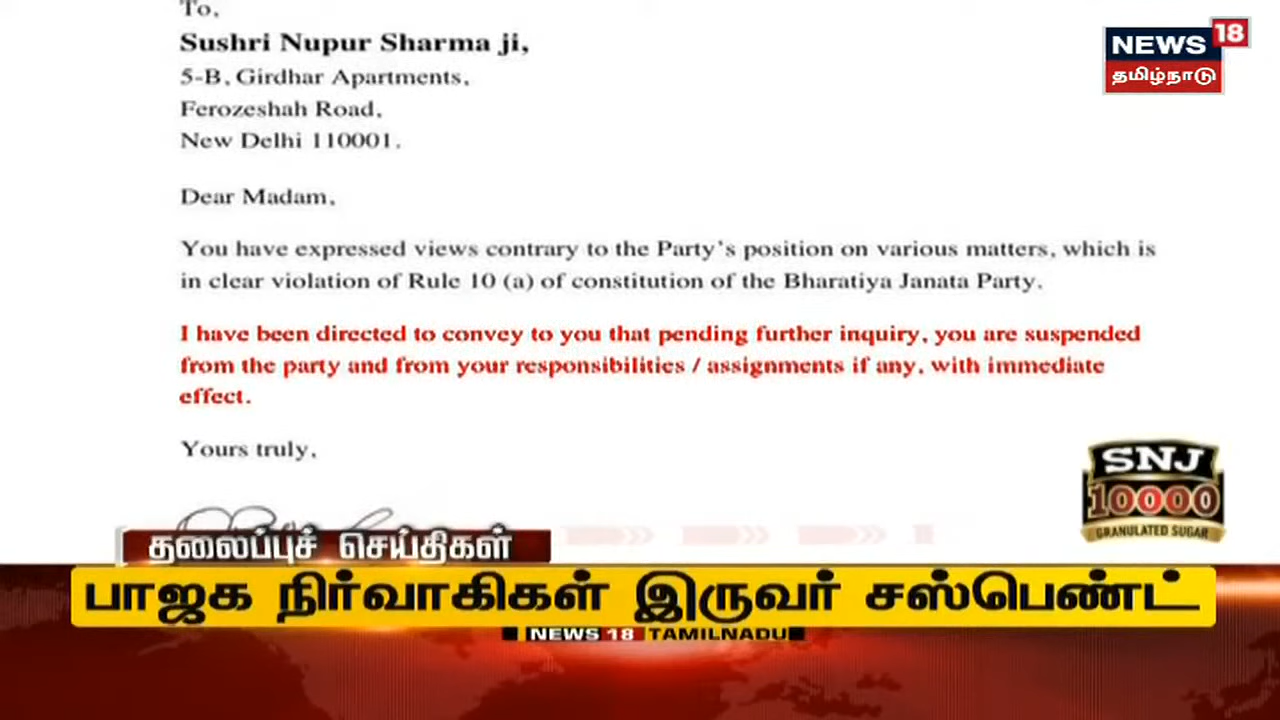 To,
Sushri Nupur Sharma ji,
5-B, Girdhar Apartments,
Ferozeshah Road,
New Delhi 110001.
Dear Madam,
You have expressed views contrary to the Party's position on various matters, which is
in clear violation of Rule 10 (a) of constitution of the Bharatiya Janata Party.
I have been directed to convey to you that pending further inquiry, you are suspended
from the party and from your responsibilities / assignments if any, with immediate
effect.
Yours truly,
NEWS 18
தமிழ்நாடு
SNJ
10000
GRANULATED SUGAR
தலைப்புச் செய்திகள்
பாஜக நிர்வாகிகள் இருவர் சஸ்பெண்ட்
NEWS 18 TAMILNADU